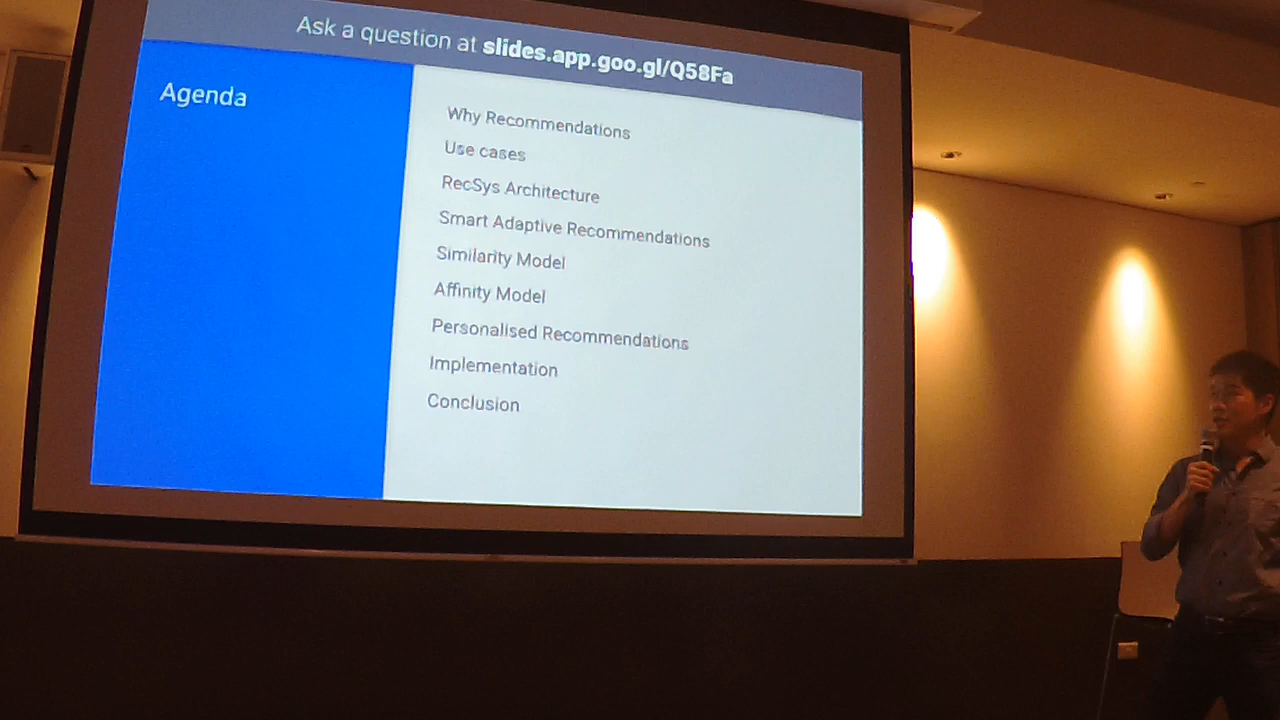 Ask a question at slides.app.goo.gl/Q58Fa
Agenda
Why Recommendations
Use cases
RecSys Architecture
Smart Adaptive Recommendations
Similarity Model
Affinity Model
Personalised Recommendations
Implementation
Conclusion